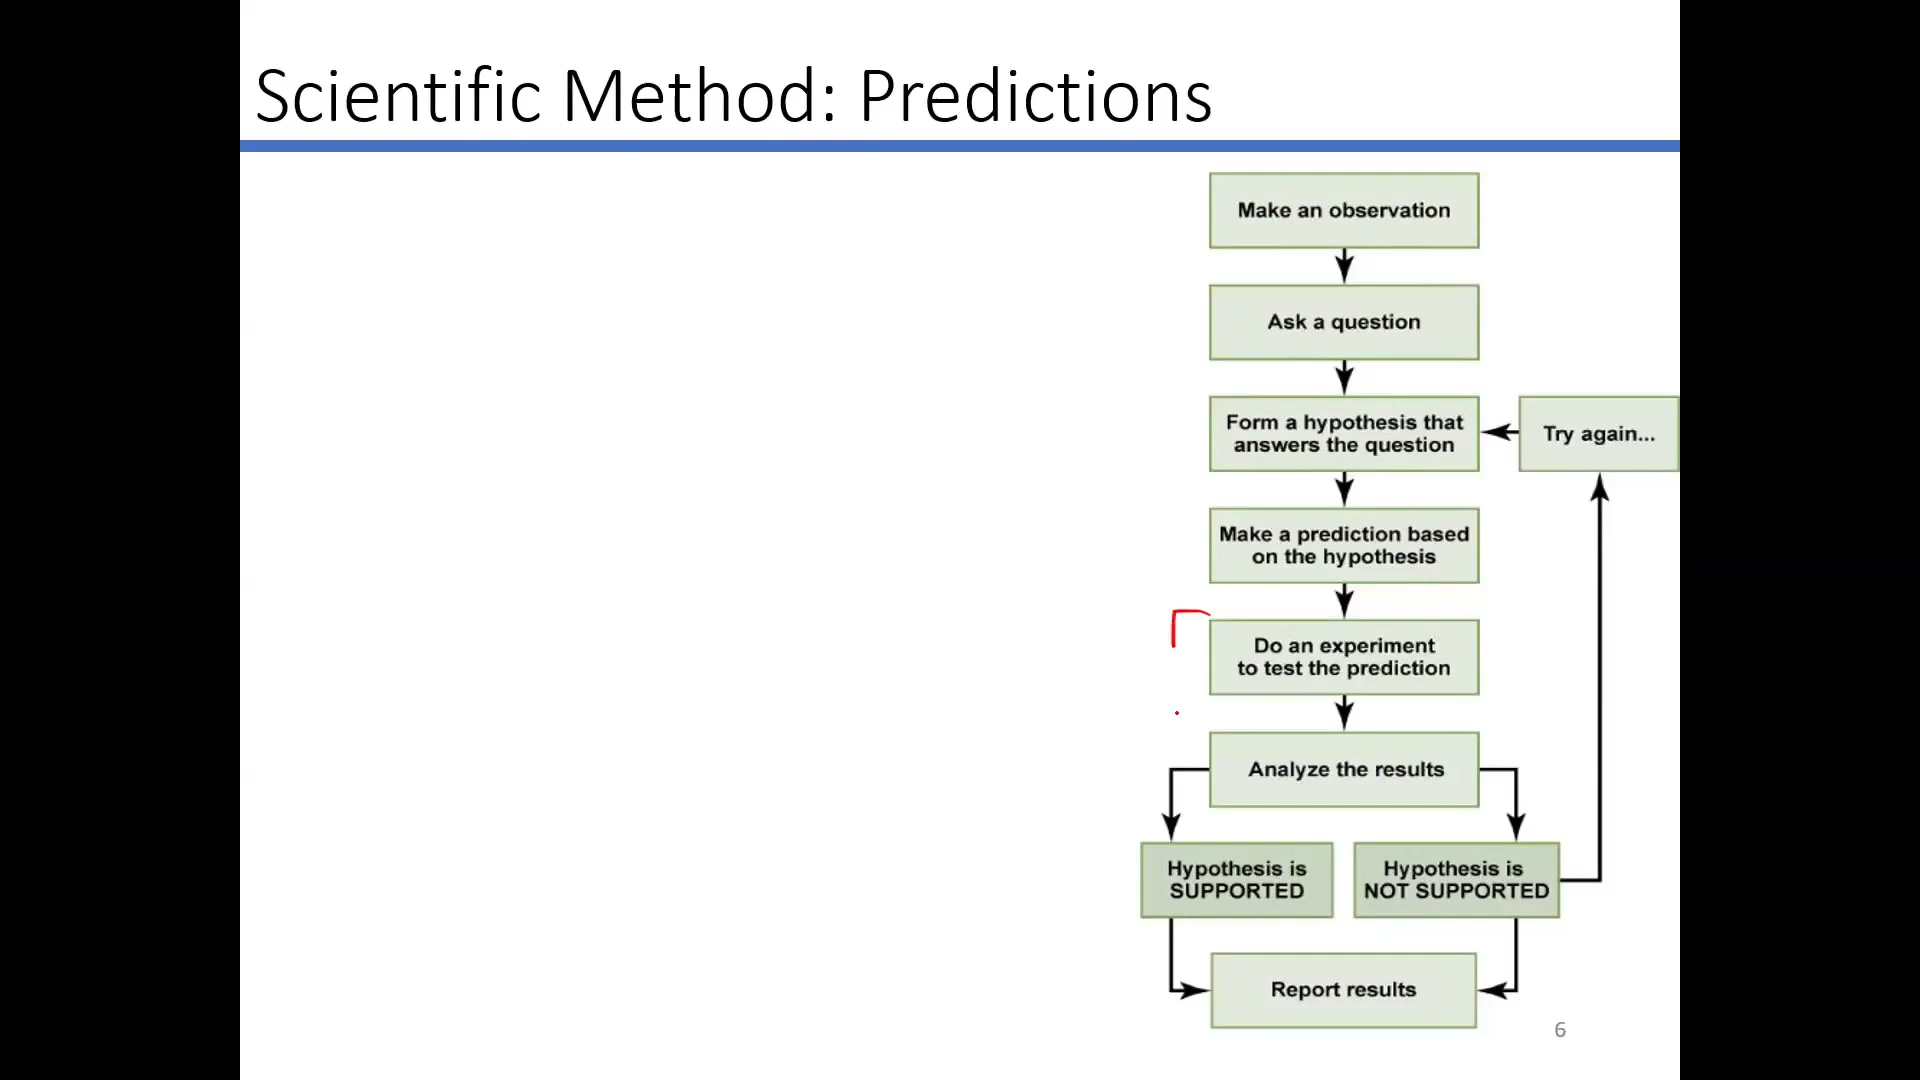 Scientific Method: Predictions
Make an observation
Ask a question
Form a hypothesis that
answers the question
Try again...
Make a prediction based
on the hypothesis
Do an experiment
to test the prediction
Analyze the results
Hypothesis is
SUPPORTED
Hypothesis is
NOT SUPPORTED
Report results
6